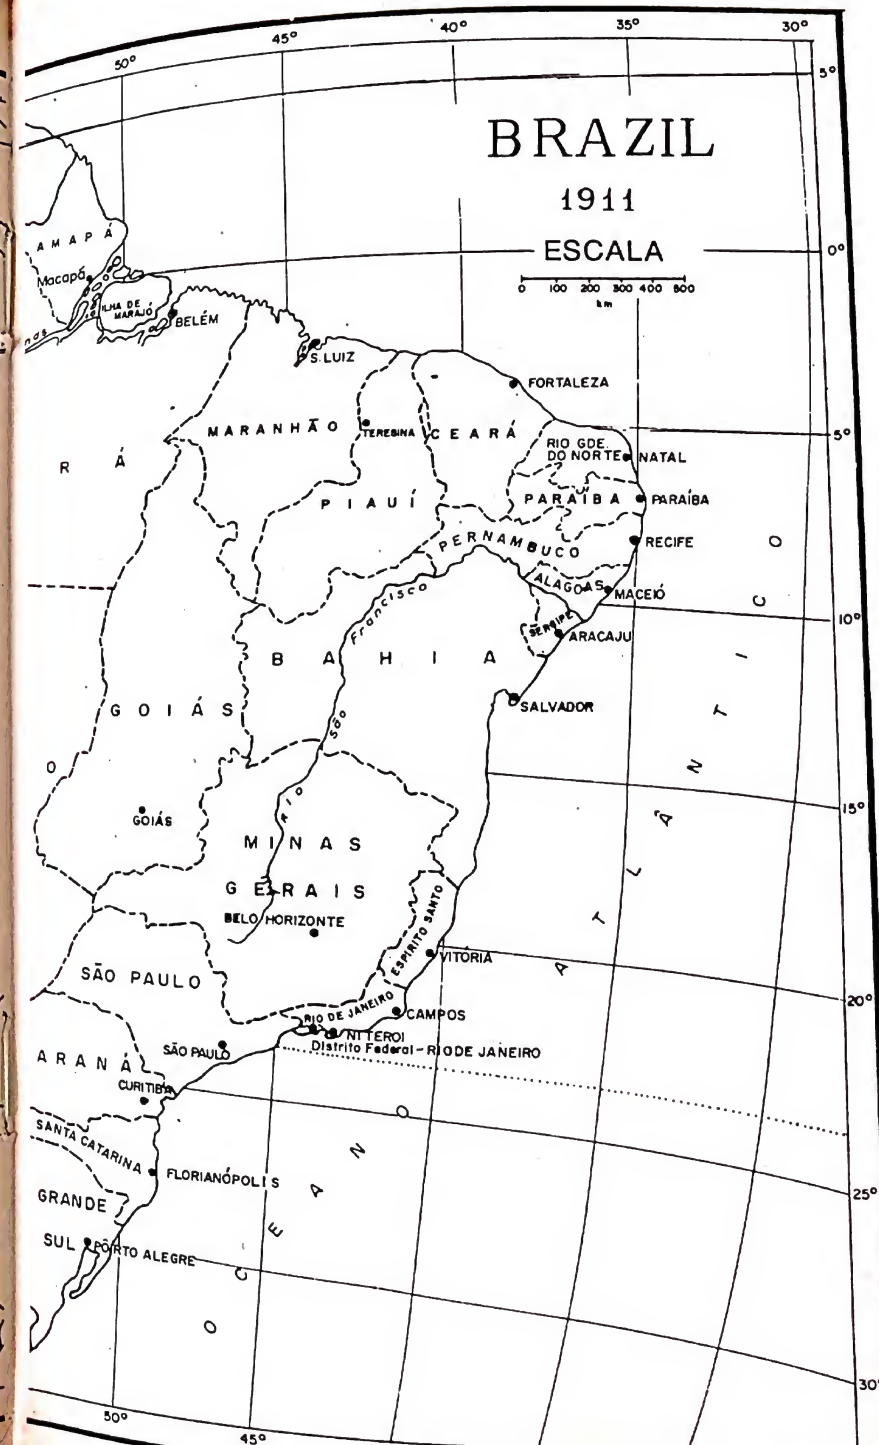 50°
45°
40°
35°
30°
5°
BRAZIL
1911
ESCALA
0 100 200 300 400 500
km
0°
AMAPÁ
Macapá
ILHA DE
MARAJÓ
BELÉM
S. LUIZ
FORTALEZA
MARANHÃO
TERESINA
CEARÁ
5°
RIO GDE.
DO NORTE
NATAL
R Á
PIAUÍ
PARAÍBA
PARAÍBA
PERNAMBUCO
RECIFE
ALAGOAS
MACEIÓ
10°
SERGIPE
ARACAJU
BAHIA
Rio São Francisco
SALVADOR
GOIÁS
O
GOIÁS
15°
MINAS
GERAIS
BELO HORIZONTE
ESPÍRITO SANTO
VITÓRIA
20°
SÃO PAULO
RIO DE JANEIRO
CAMPOS
NITEROI
Distrito Federal - RIO DE JANEIRO
SÃO PAULO
ARANÁ
CURITIBA
SANTA CATARINA
FLORIANÓPOLIS
25°
GRANDE
SUL
PÔRTO ALEGRE
OCEANO ATLÂNTICO
30°
50°
45°